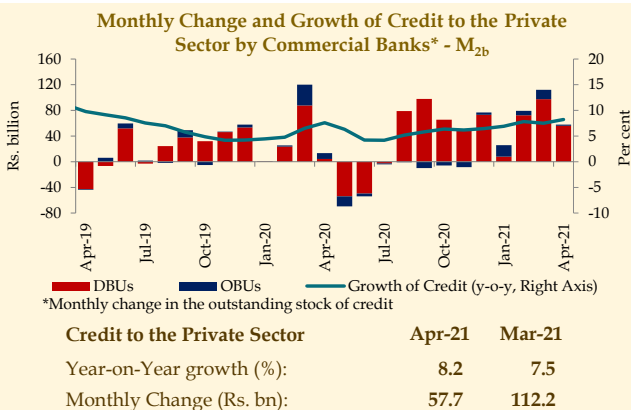 Monthly Change and Growth of Credit to the Private
Sector by Commercial Banks* - M2b
Rs. billion
160
120
80
40
0
-40
-80
20
15
10
5
0
-5
-10
Per cent
Apr-19
Jul-19
Oct-19
Jan-20
Apr-20
Jul-20
Oct-20
Jan-21
Apr-21
DBUs OBUs Growth of Credit (y-o-y, Right Axis)
*Monthly change in the outstanding stock of credit
Credit to the Private Sector Apr-21 Mar-21
Year-on-Year growth (%): 8.2 7.5
Monthly Change (Rs. bn): 57.7 112.2